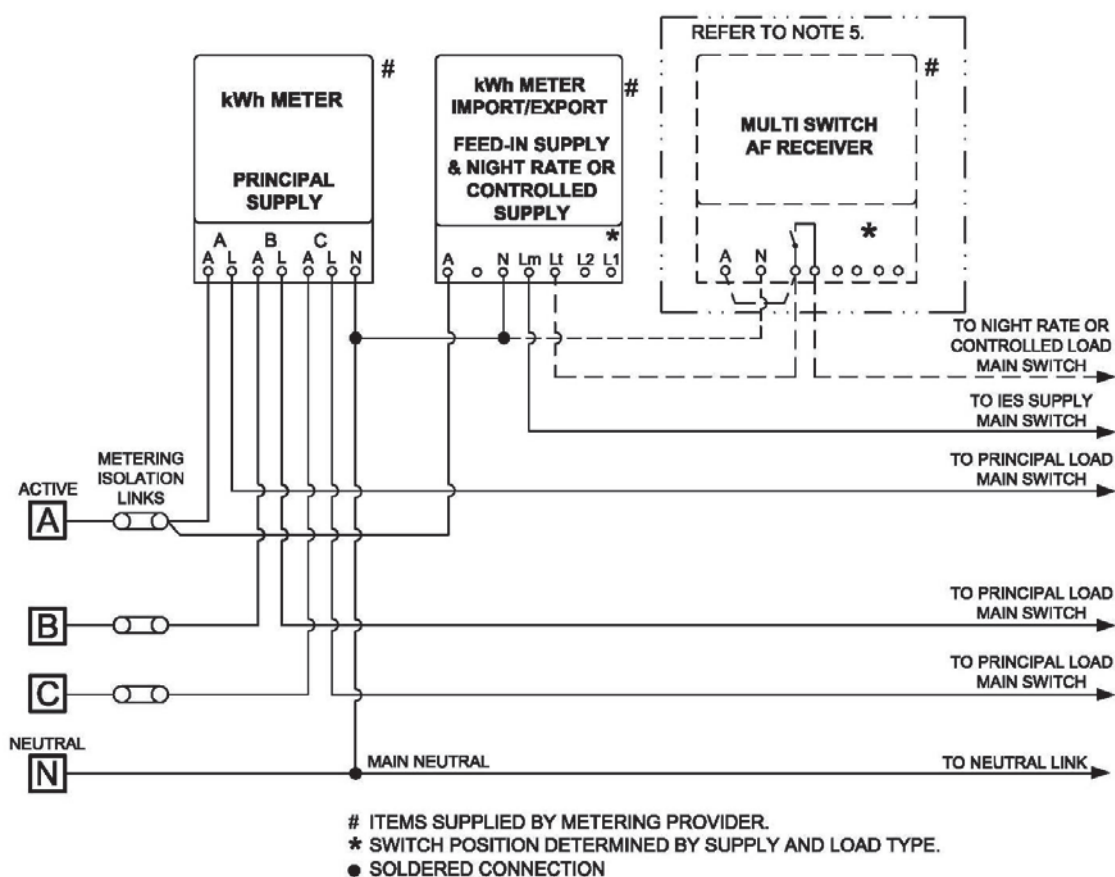 REFER TO NOTE 5.
#
kWh METER
PRINCIPAL
SUPPLY
A B C
A L A L A L N
#
kWh METER
IMPORT/EXPORT
FEED-IN SUPPLY
& NIGHT RATE OR
CONTROLLED
SUPPLY
*
A N Lm Lt L2 L1
#
MULTI SWITCH
AF RECEIVER
*
A N
TO NIGHT RATE OR
CONTROLLED LOAD
MAIN SWITCH
TO IES SUPPLY
MAIN SWITCH
TO PRINCIPAL LOAD
MAIN SWITCH
METERING
ISOLATION
LINKS
ACTIVE
A
B
TO PRINCIPAL LOAD
MAIN SWITCH
C
TO PRINCIPAL LOAD
MAIN SWITCH
NEUTRAL
N
MAIN NEUTRAL
TO NEUTRAL LINK
# ITEMS SUPPLIED BY METERING PROVIDER.
* SWITCH POSITION DETERMINED BY SUPPLY AND LOAD TYPE.
● SOLDERED CONNECTION